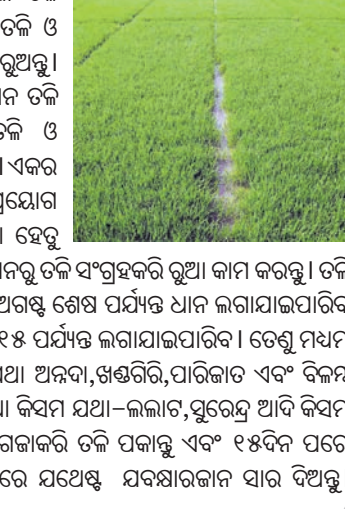 ତଳି ଓ
ରୁଅନ୍ତୁ।
ତଳି
ଓ
ଏକର
ପ୍ରୟୋଗ
ହେତୁ
ତଳି ସଂଗ୍ରହକରି ରୁଆ କାମ କରନ୍ତୁ। ତଳି
ଅଗଷ୍ଟ ଶେଷ ପର୍ଯ୍ୟନ୍ତ ଧାନ ଲଗାଯାଇପାରିବ
୧୫ ପର୍ଯ୍ୟନ୍ତ ଲଗାଯାଇପାରିବ। ତେଣୁ ମଧ୍ୟମ
ଯଥା ଅନ୍ନଦା,ଖଣ୍ଡଗିରି,ପାରିଜାତ ଏବଂ ବିଳମ୍ବ
କିସମ ଯଥା–ଲଲାଟ,ସୁରେନ୍ଦ୍ର ଆଦି କିସମ
ଗଜାକରି ତଳି ପକାନ୍ତୁ ଏବଂ ୧୫ଦିନ ପରେ
ଯଥେଷ୍ଟ ଯବକ୍ଷାରଜାନ ସାର ଦିଅନ୍ତୁ